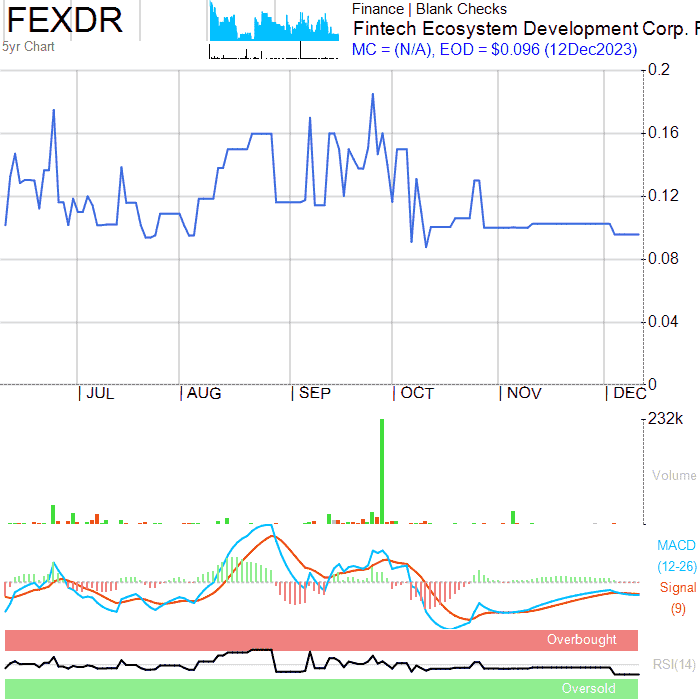 FEXDR
5yr Chart
Finance | Blank Checks
Fintech Ecosystem Development Corp. F
MC = (N/A), EOD = $0.096 (12Dec2023)
0.2
0.16
0.12
0.08
0.04
0
| JUL | AUG | SEP | OCT | NOV | DEC
232k
Volume
MACD
(12-26)
Signal
(9)
Overbought
RSI(14)
Oversold